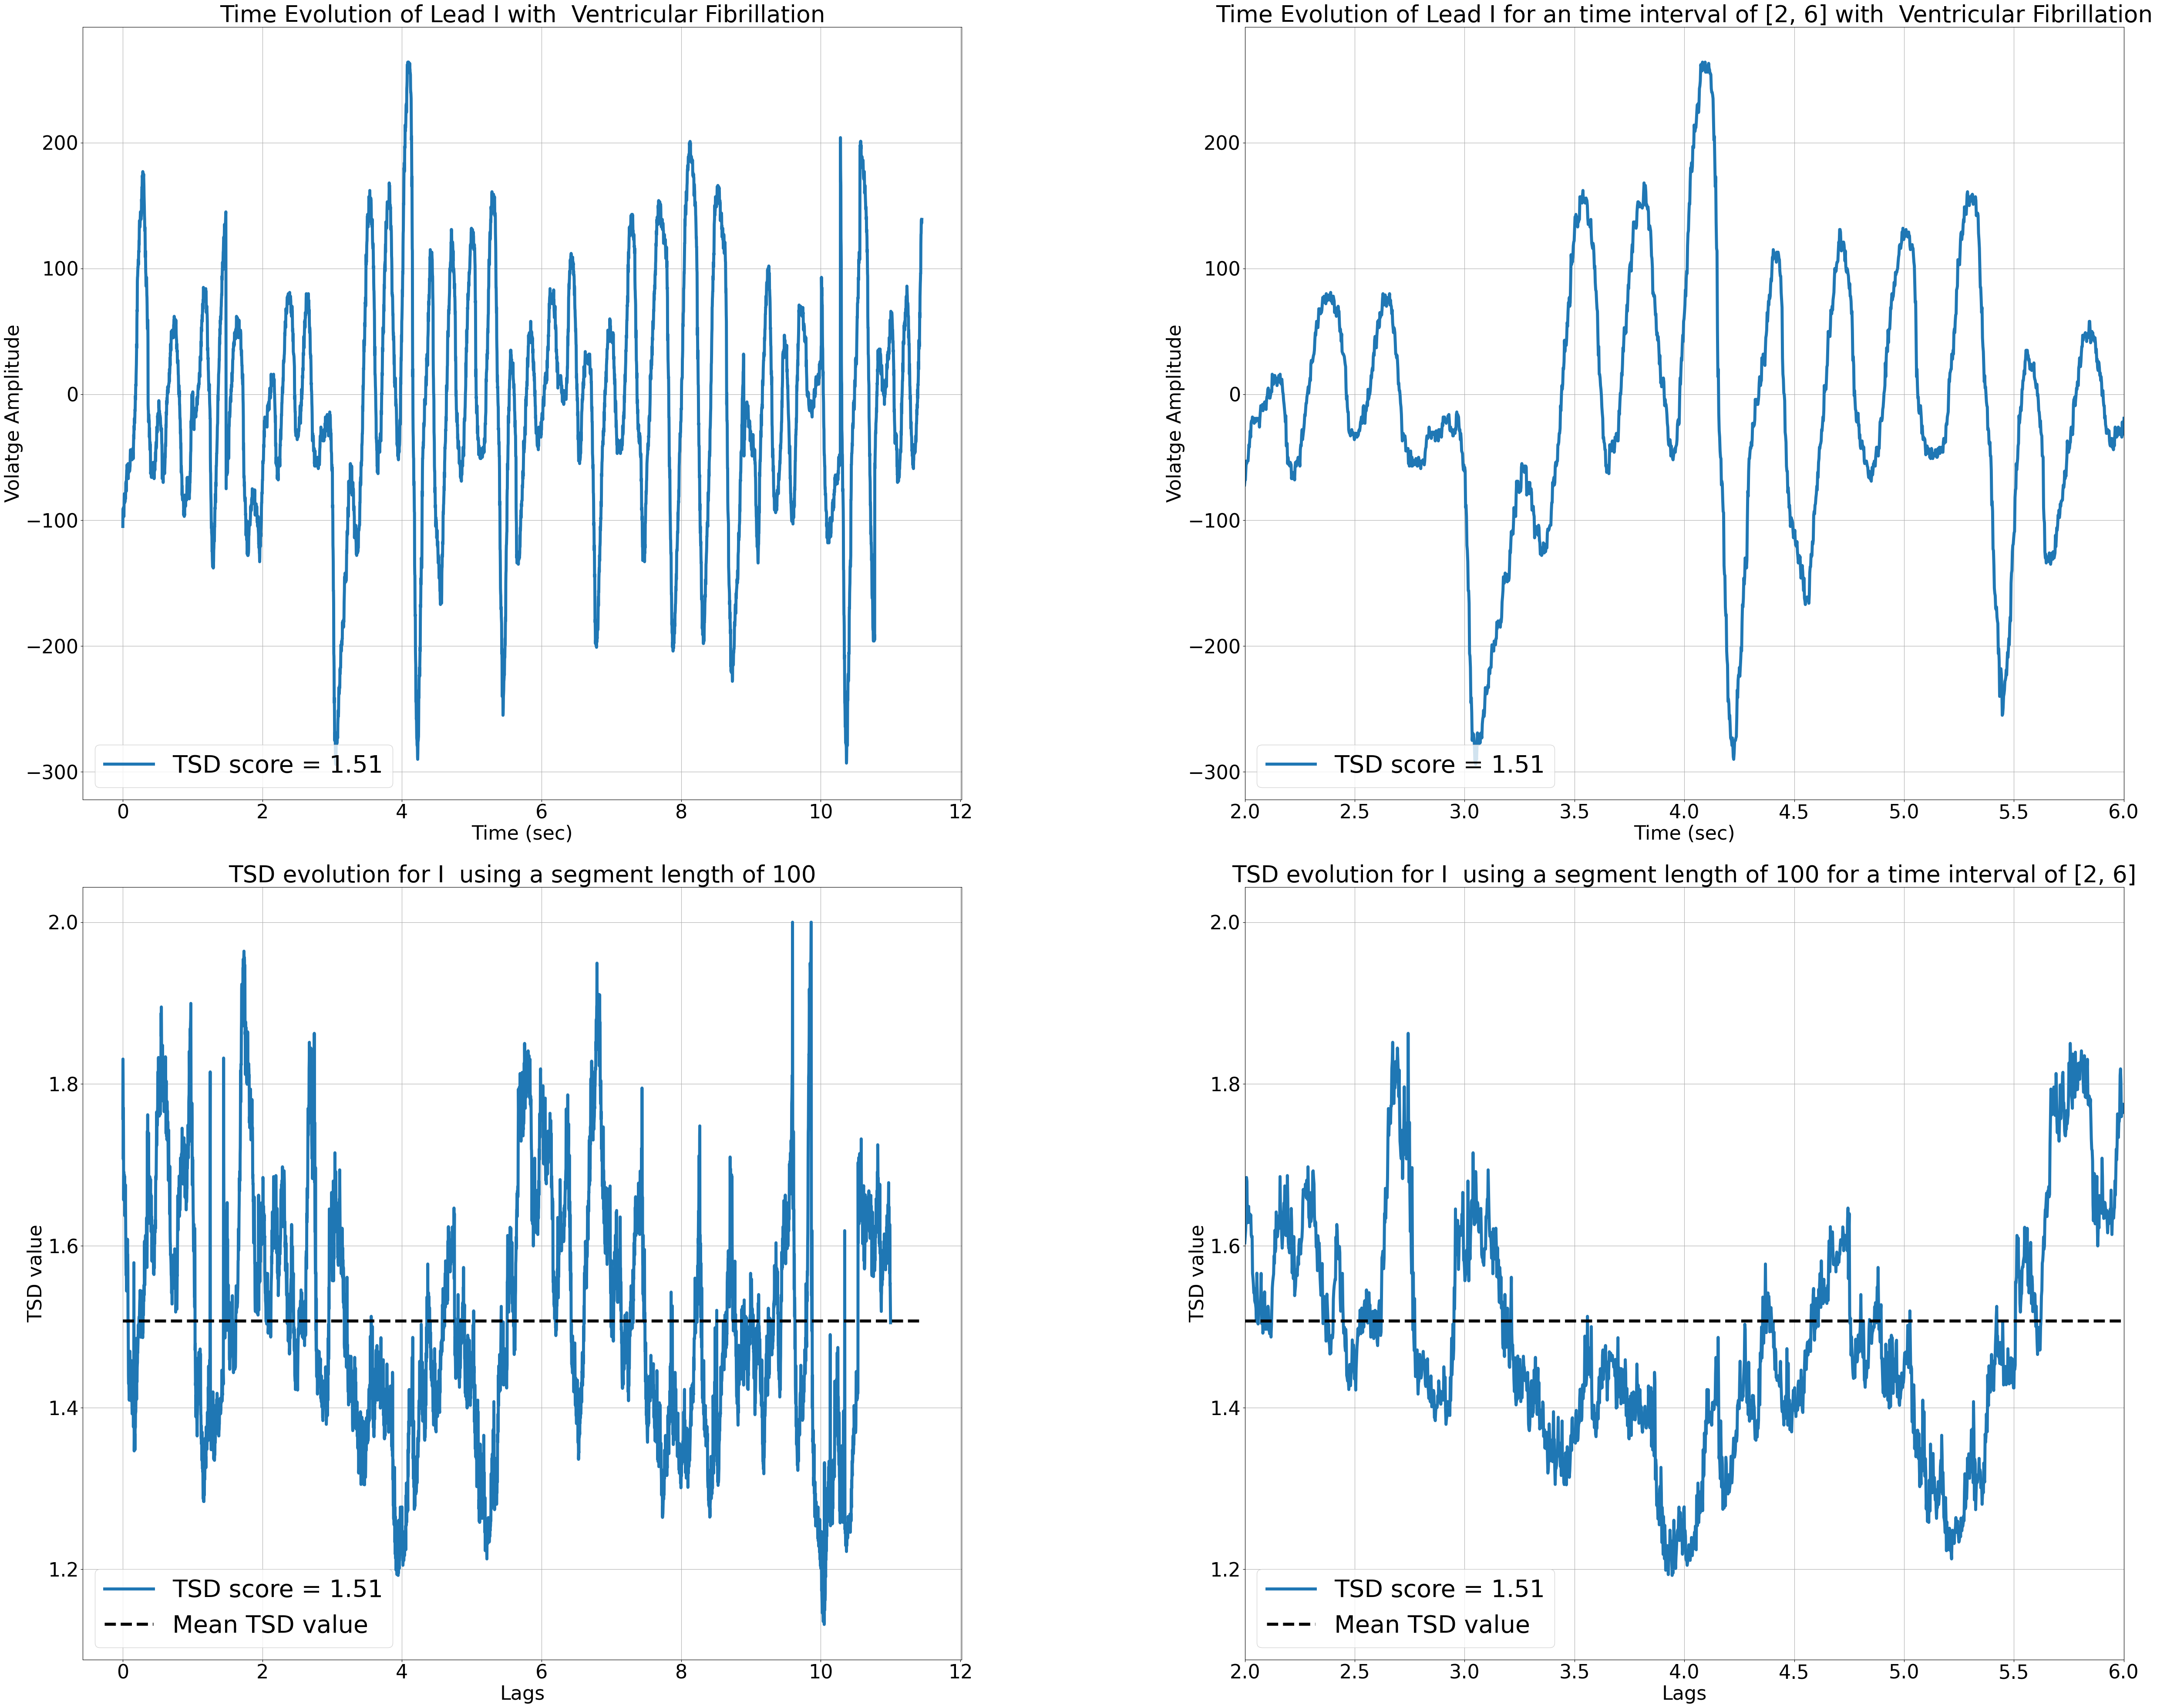 Time Evolution of Lead I with  Ventricular Fibrillation
Volatge Amplitude
200
100
0
−100
−200
−300
TSD score = 1.51
0 2 4 6 8 10 12
Time (sec)
Time Evolution of Lead I for an time interval of [2, 6] with  Ventricular Fibrillation
Volatge Amplitude
200
100
0
−100
−200
−300
TSD score = 1.51
2.0 2.5 3.0 3.5 4.0 4.5 5.0 5.5 6.0
Time (sec)
TSD evolution for I  using a segment length of 100
TSD value
2.0
1.8
1.6
1.4
1.2
TSD score = 1.51
Mean TSD value
0 2 4 6 8 10 12
Lags
TSD evolution for I  using a segment length of 100 for a time interval of [2, 6]
TSD value
2.0
1.8
1.6
1.4
1.2
TSD score = 1.51
Mean TSD value
2.0 2.5 3.0 3.5 4.0 4.5 5.0 5.5 6.0
Lags